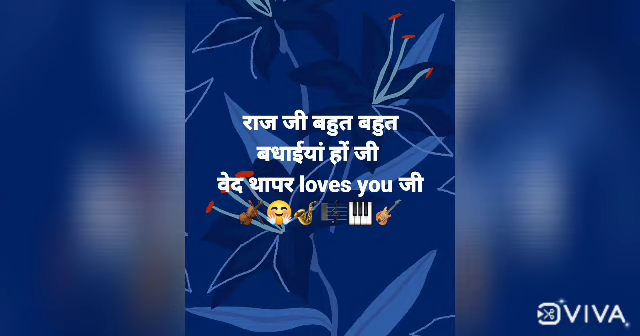 राज जी बहुत बहुत
बधाईयां हों जी
वेद थापर loves you जी
🎻🤗🎷🎼🎹🎸
VIVA